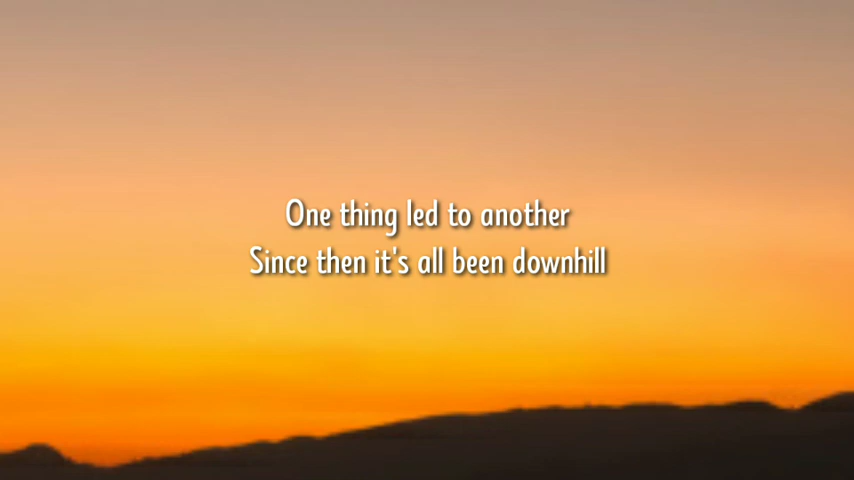 One thing led to another
Since then it's all been downhill